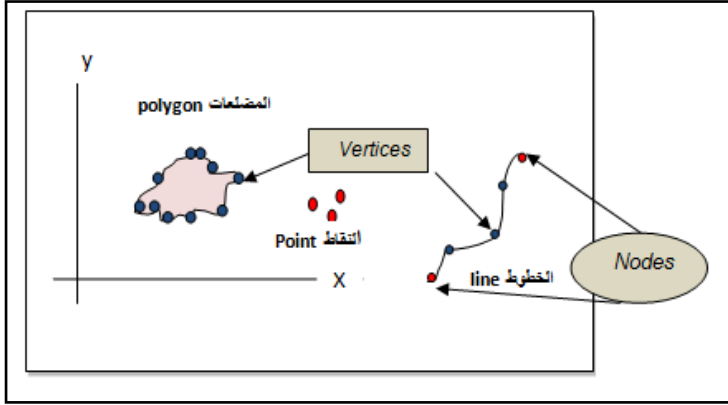 y
المضلعات polygon
Vertices
النقاط Point
Nodes
الخطوط line
X